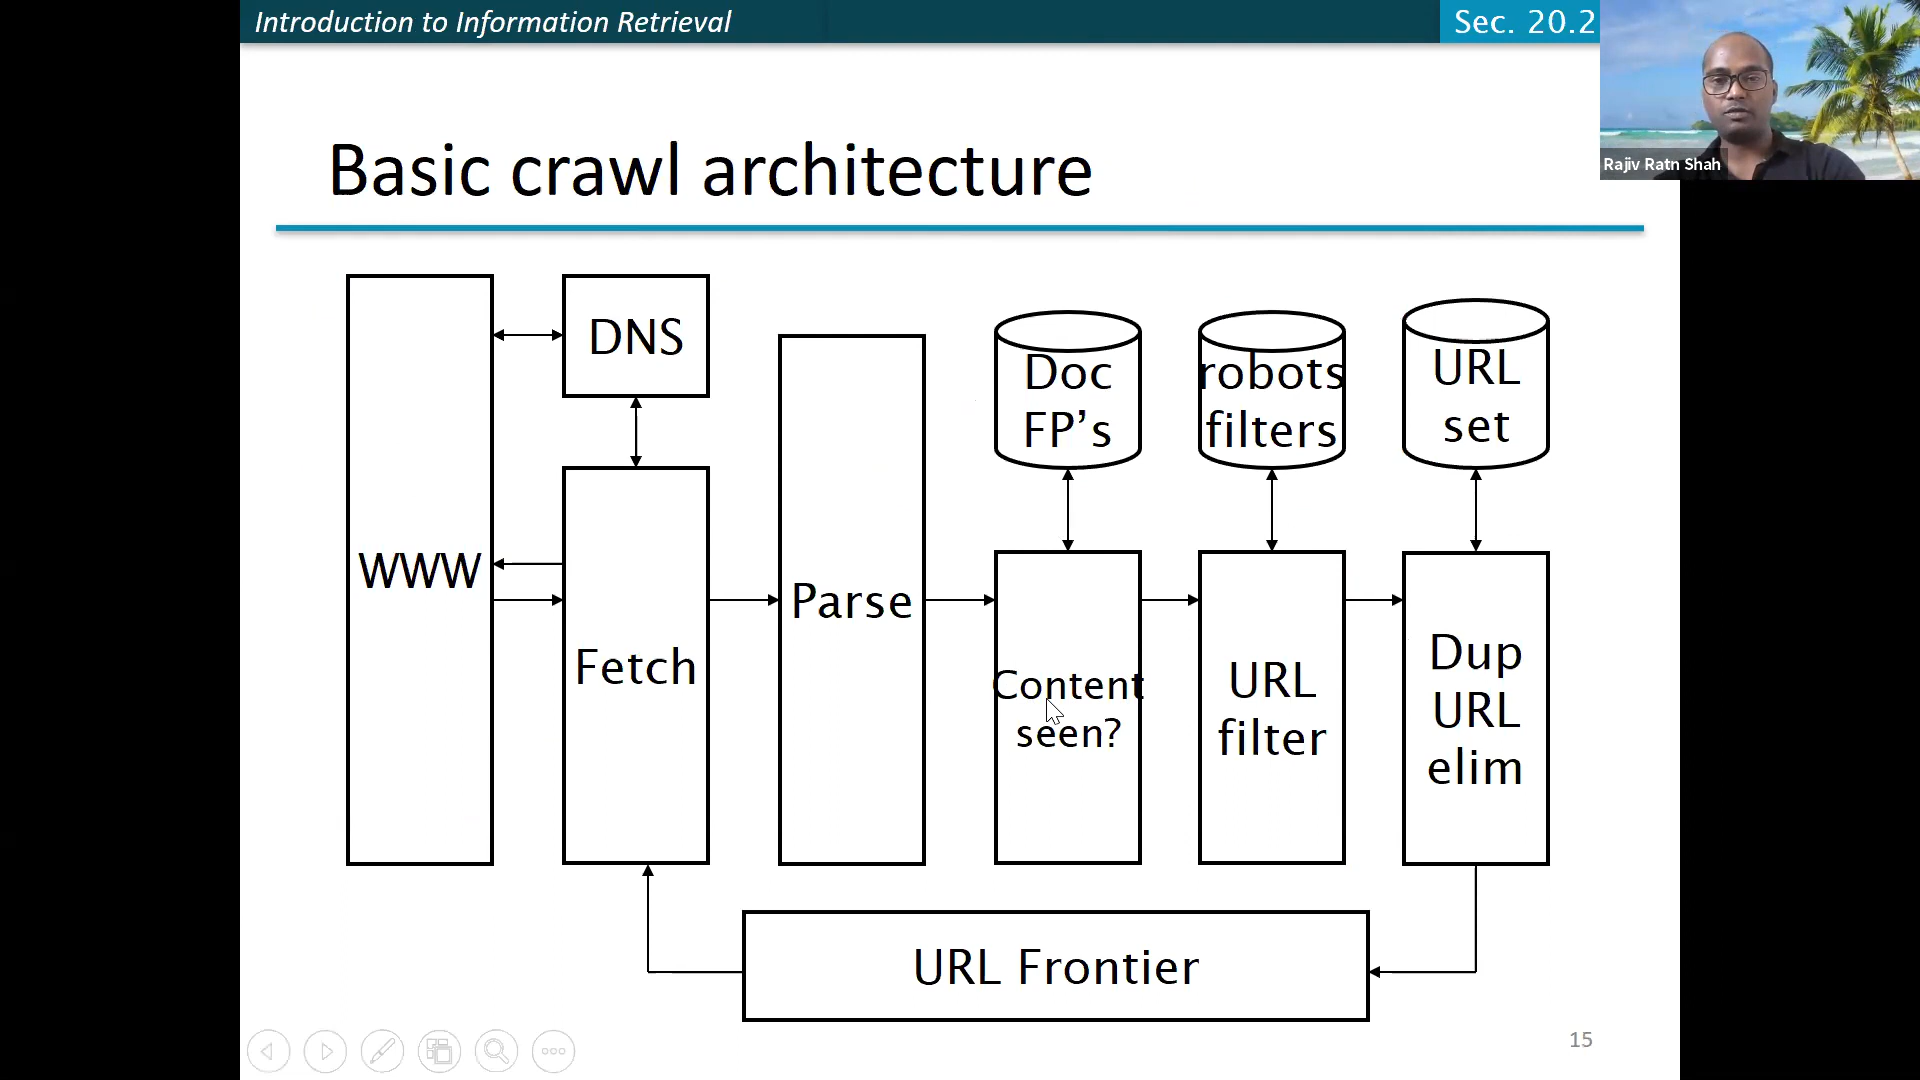 Introduction to Information Retrieval
Sec. 20.2
Rajiv Ratn Shah
Basic crawl architecture
WWW
DNS
Fetch
Parse
Doc
FP's
Content
seen?
robots
filters
URL
filter
URL
set
Dup
URL
elim
URL Frontier
15